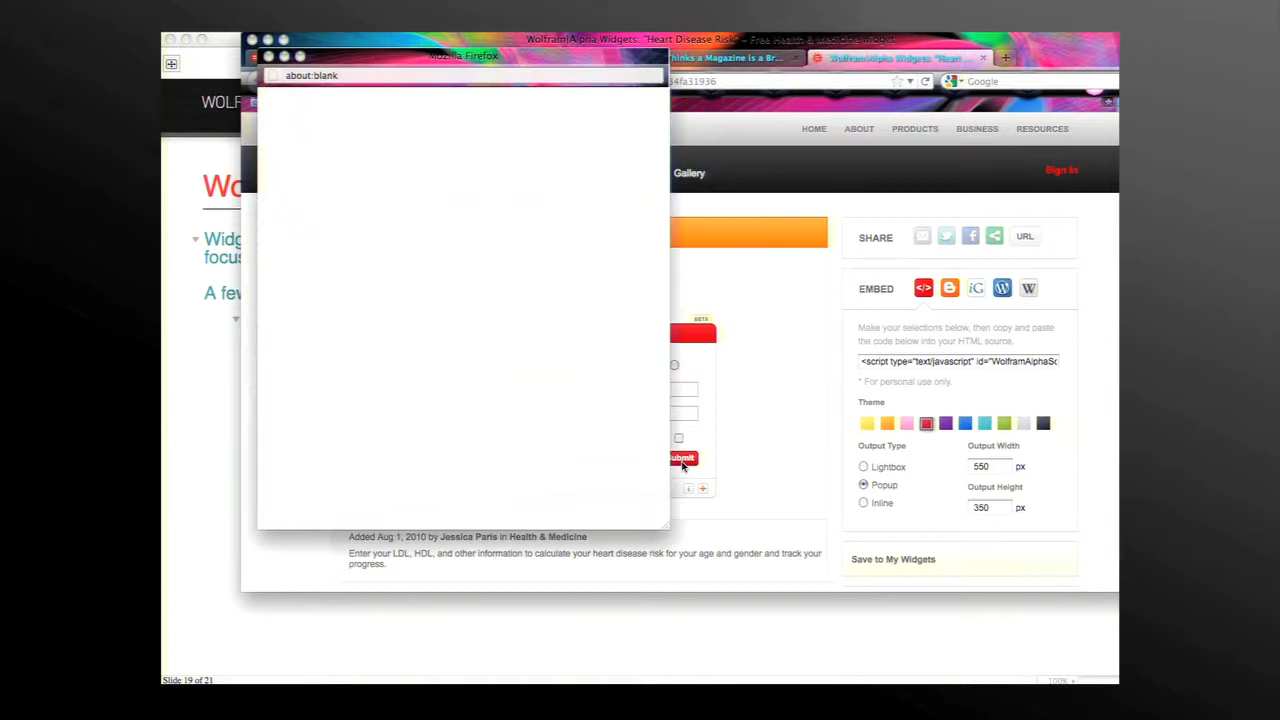 Wolfram|Alpha Widgets: "Heart Disease Risk" – Free Health & Medicine Widget
Mozilla Firefox
about:blank
hinks a Magazine Is a Br...
Wolfram|Alpha Widgets: "Heart
44fa31936
Google
WOLF
HOME
ABOUT
PRODUCTS
BUSINESS
RESOURCES
Gallery
Sign In
Wo
Widg
focus
A few
SHARE
URL
EMBED
Make your selections below, then copy and paste
the code below into your HTML source.
<script type="text/javascript" id="WolframAlphaSc
* For personal use only.
Theme
Output Type
Lightbox
Popup
Inline
Output Width
550 px
Output Height
350 px
BETA
Submit
Added Aug 1, 2010 by Jessica Paris in Health & Medicine
Enter your LDL, HDL, and other information to calculate your heart disease risk for your age and gender and track your
progress.
Save to My Widgets
Slide 19 of 21
100%